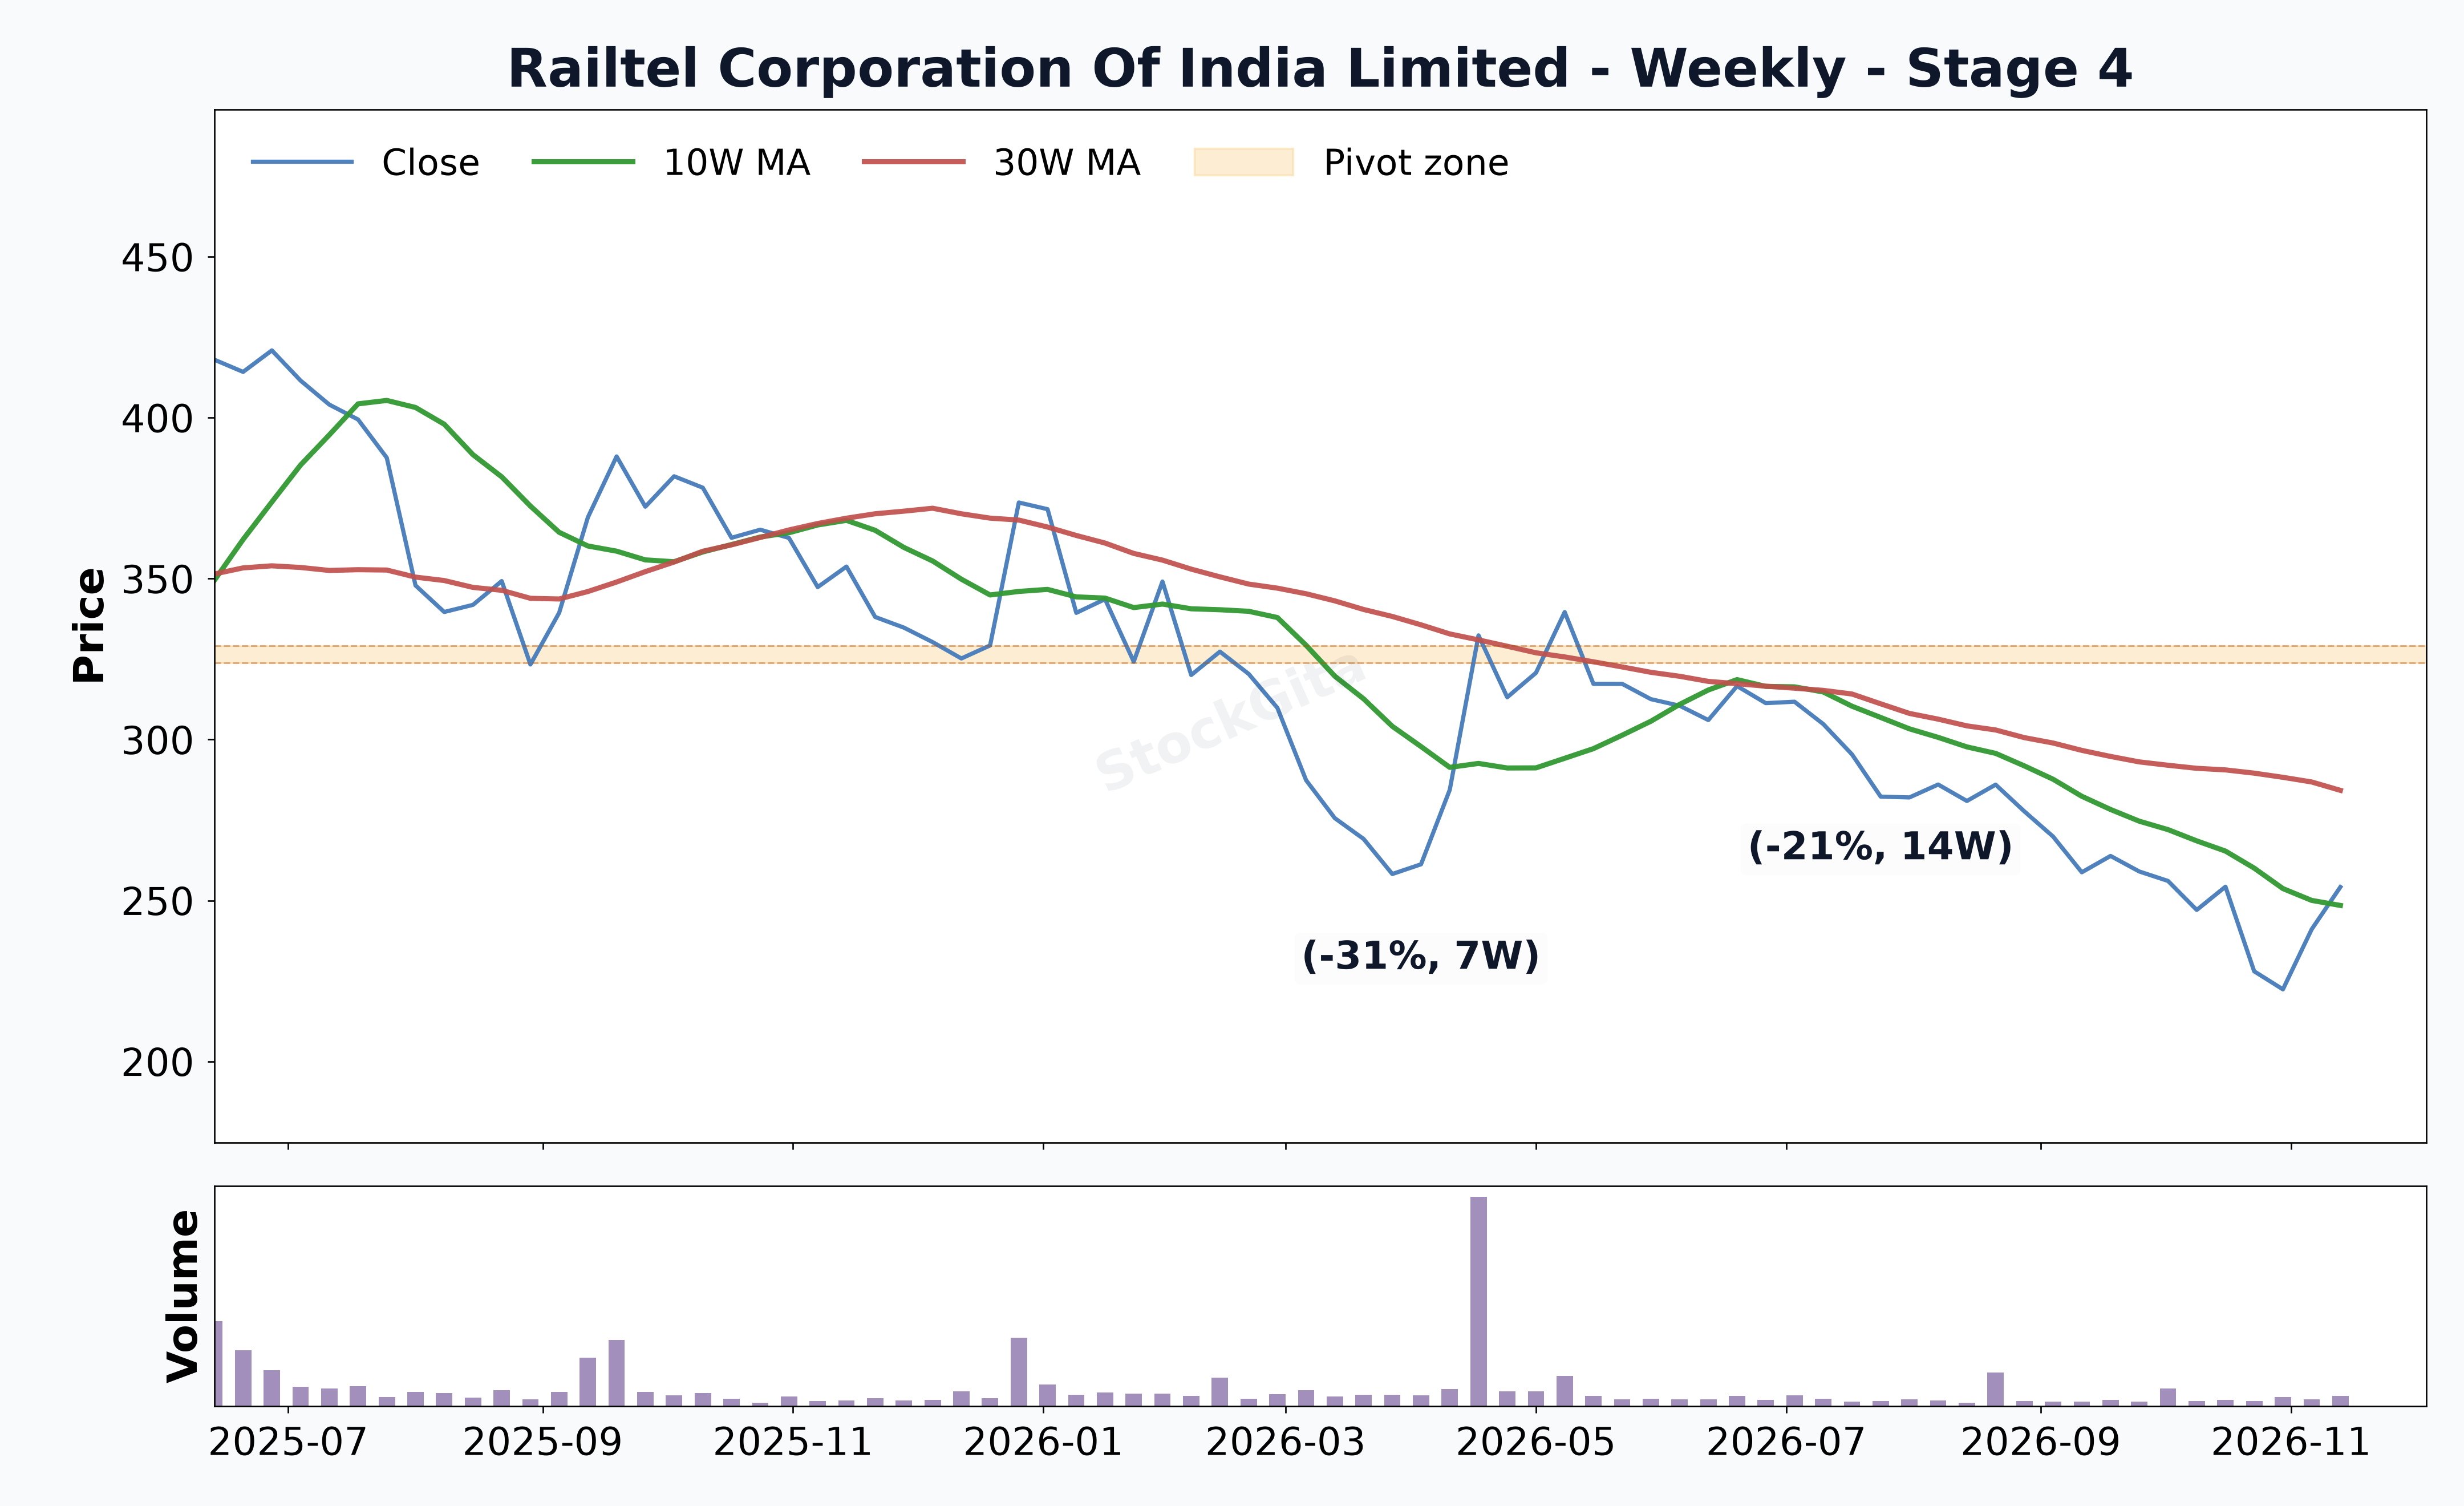 Railtel Corporation Of India Limited - Weekly - Stage 4
Close 10W MA 30W MA Pivot zone
450
400
350
300
250
200
Price
StockGita
(-21%, 14W)
(-31%, 7W)
Volume
2025-07 2025-09 2025-11 2026-01 2026-03 2026-05 2026-07 2026-09 2026-11